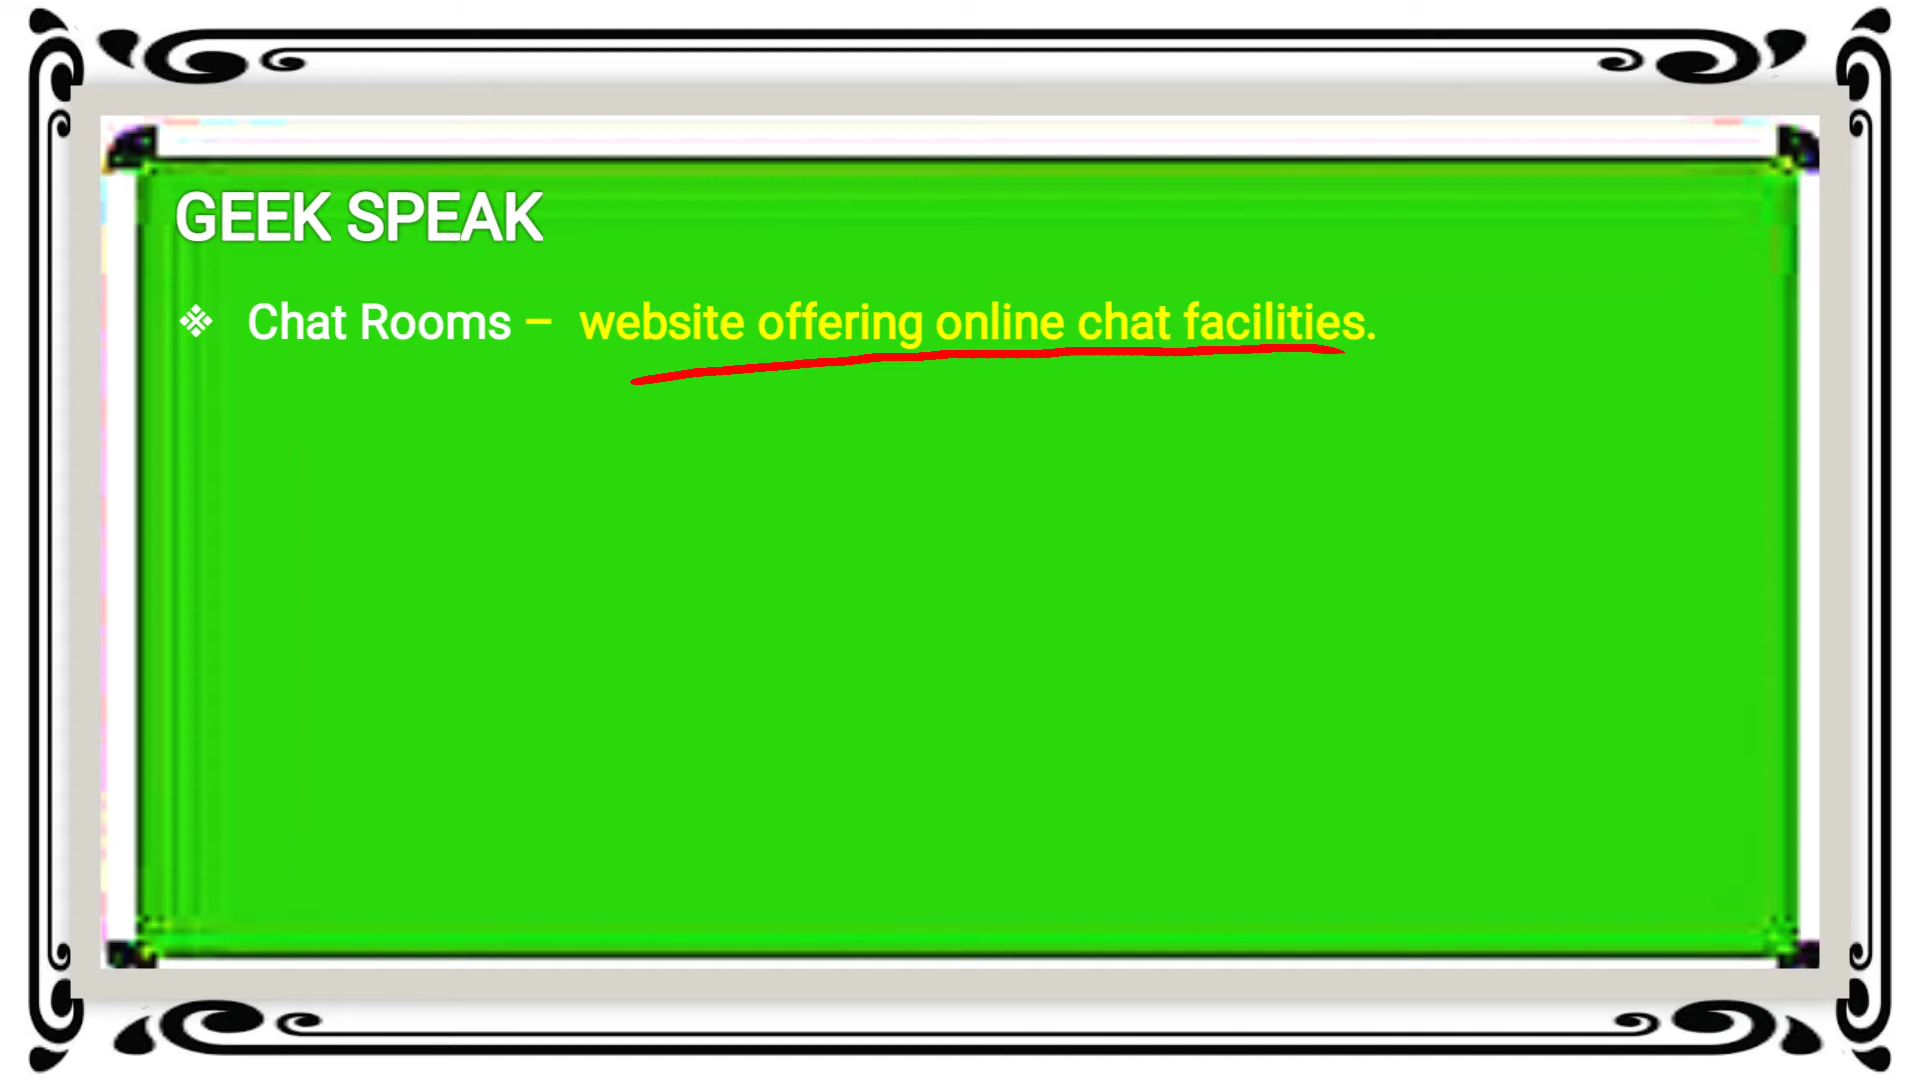 GEEK SPEAK
❖ Chat Rooms – website offering online chat facilities.